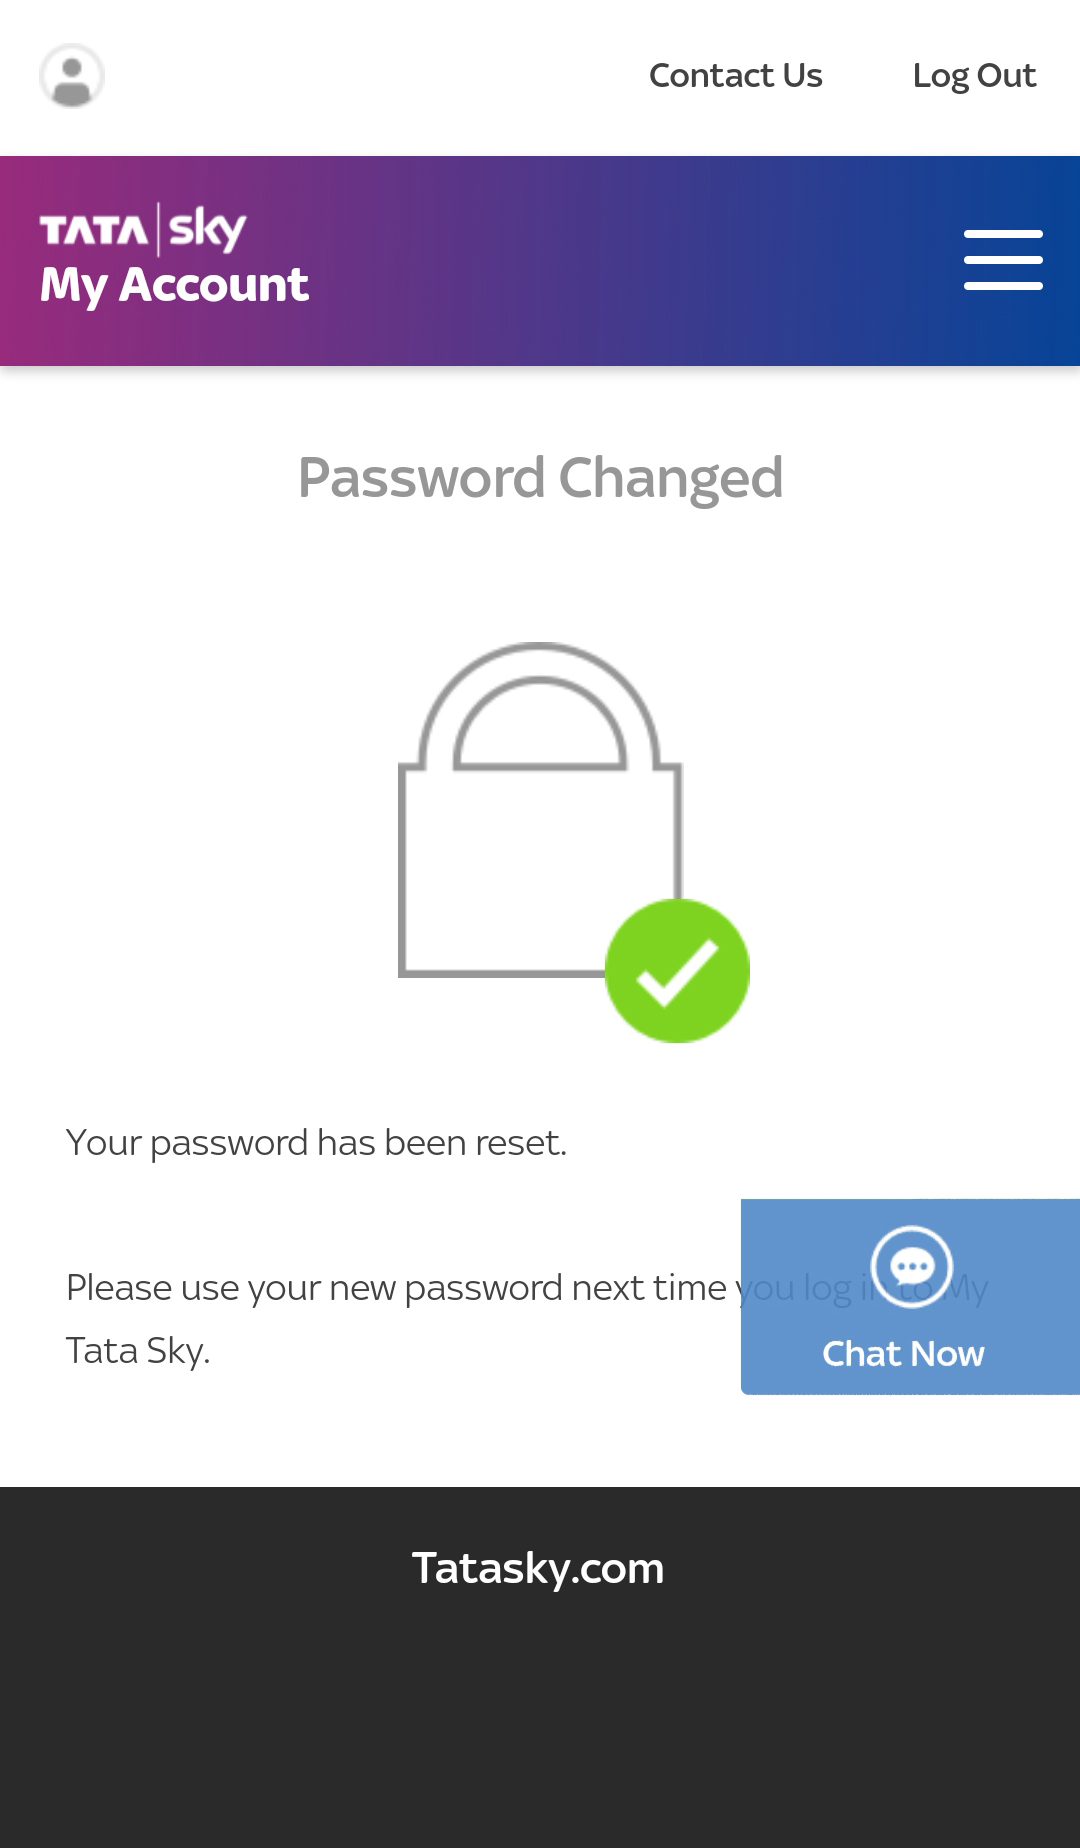 Contact Us
Log Out
TATA sky
My Account
Password Changed
Your password has been reset.
Please use your new password next time you log in to My
Tata Sky.
Chat Now
Tatasky.com